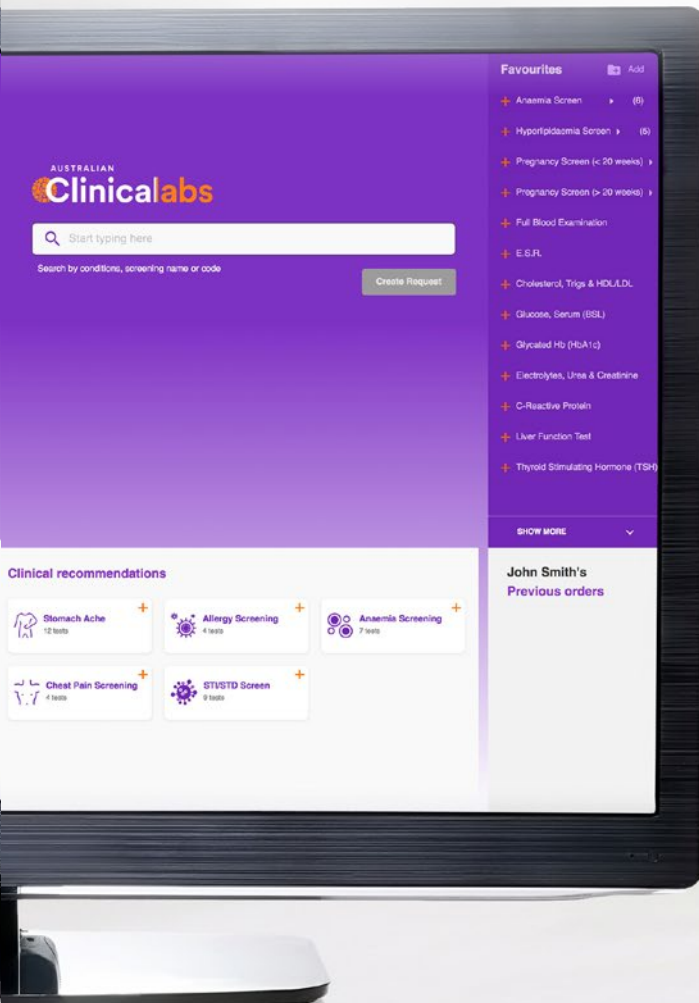 AUSTRALIAN
Clinicalabs
Start typing here
Search by conditions, screening name or code
Create Request
Favourites
Add
Anaemia Screen (6)
Hyperlipidaemia Screen (5)
Pregnancy Screen (< 20 weeks)
Pregnancy Screen (> 20 weeks)
Full Blood Examination
E.S.R.
Cholesterol, Trigs & HDL/LDL
Glucose, Serum (BSL)
Glycated Hb (HbA1c)
Electrolytes, Urea & Creatinine
C-Reactive Protein
Liver Function Test
Thyroid Stimulating Hormone (TSH)
SHOW MORE
Clinical recommendations
Stomach Ache
12 tests
Allergy Screening
4 tests
Anaemia Screening
7 tests
Chest Pain Screening
4 tests
STI/STD Screen
9 tests
John Smith's
Previous orders